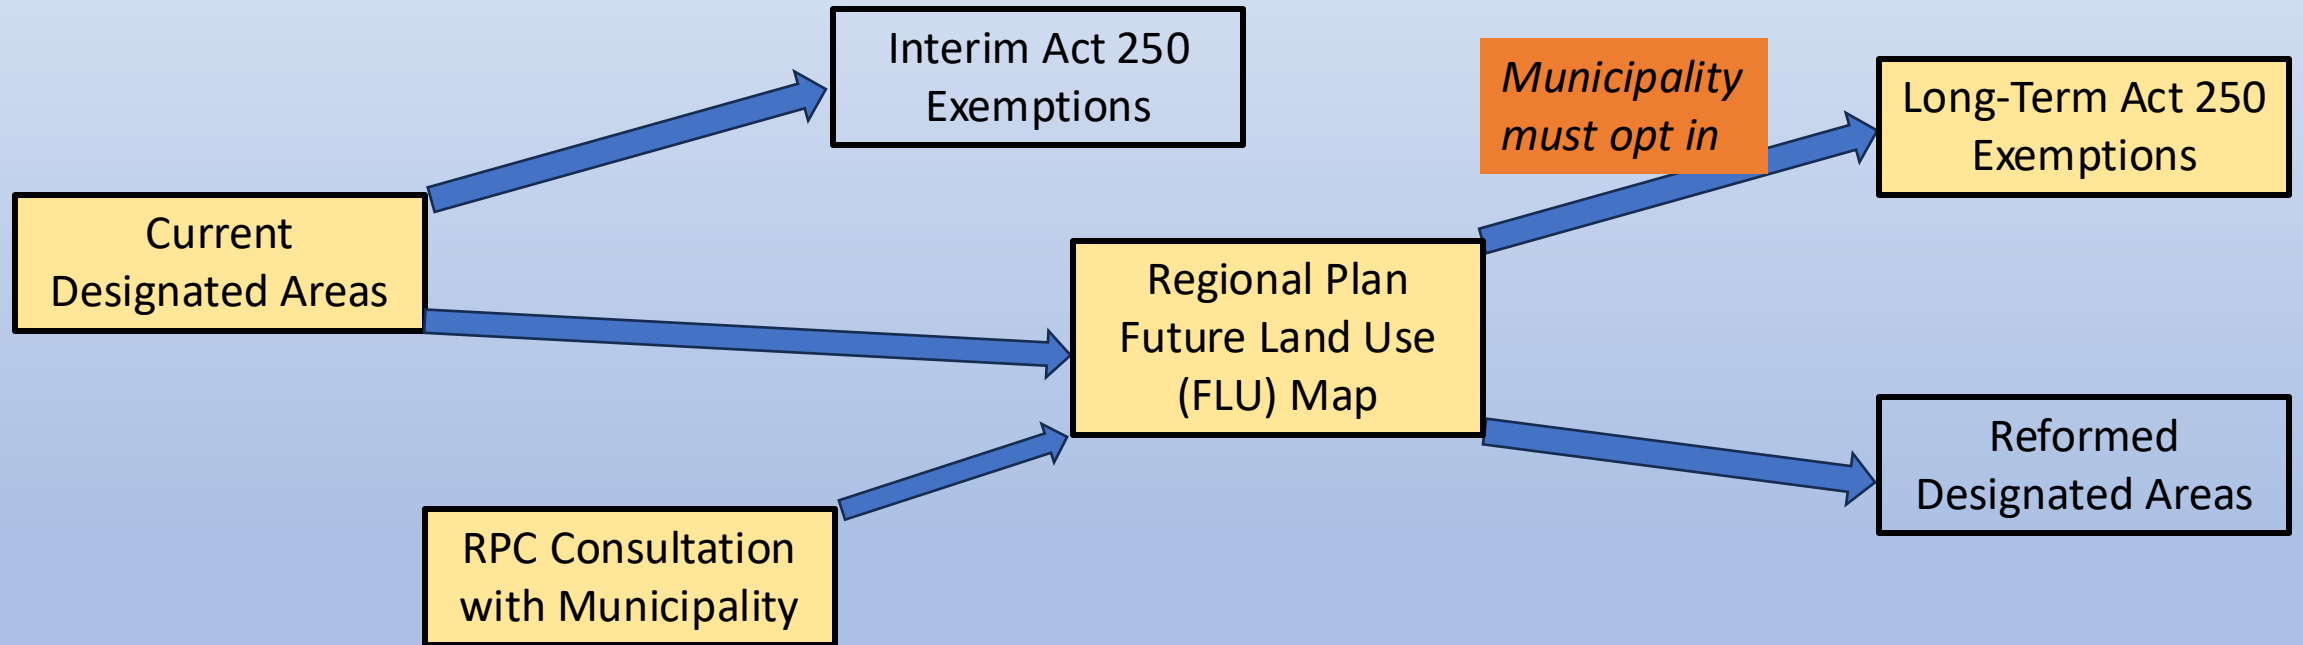 Interim Act 250
Exemptions
Municipality
must opt in
Long-Term Act 250
Exemptions
Current
Designated Areas
Regional Plan
Future Land Use
(FLU) Map
Reformed
Designated Areas
RPC Consultation
with Municipality